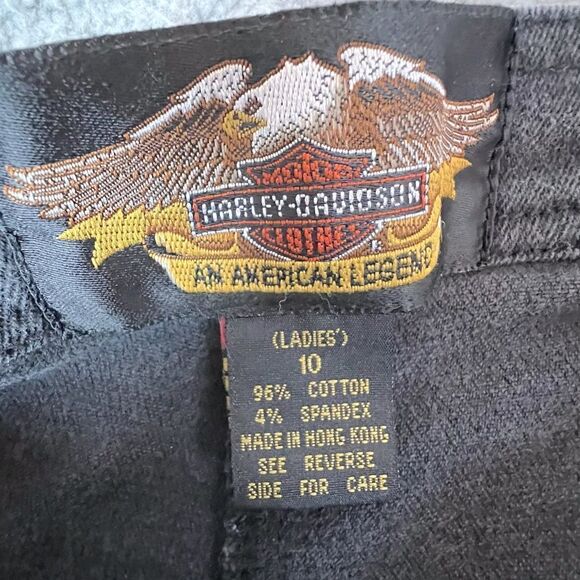 MOTOR
HARLEY-DAVIDSON
CLOTHES
®
AN AMERICAN LEGEND
(LADIES')
10
96% COTTON
4% SPANDEX
MADE IN HONG KONG
SEE REVERSE
SIDE FOR CARE